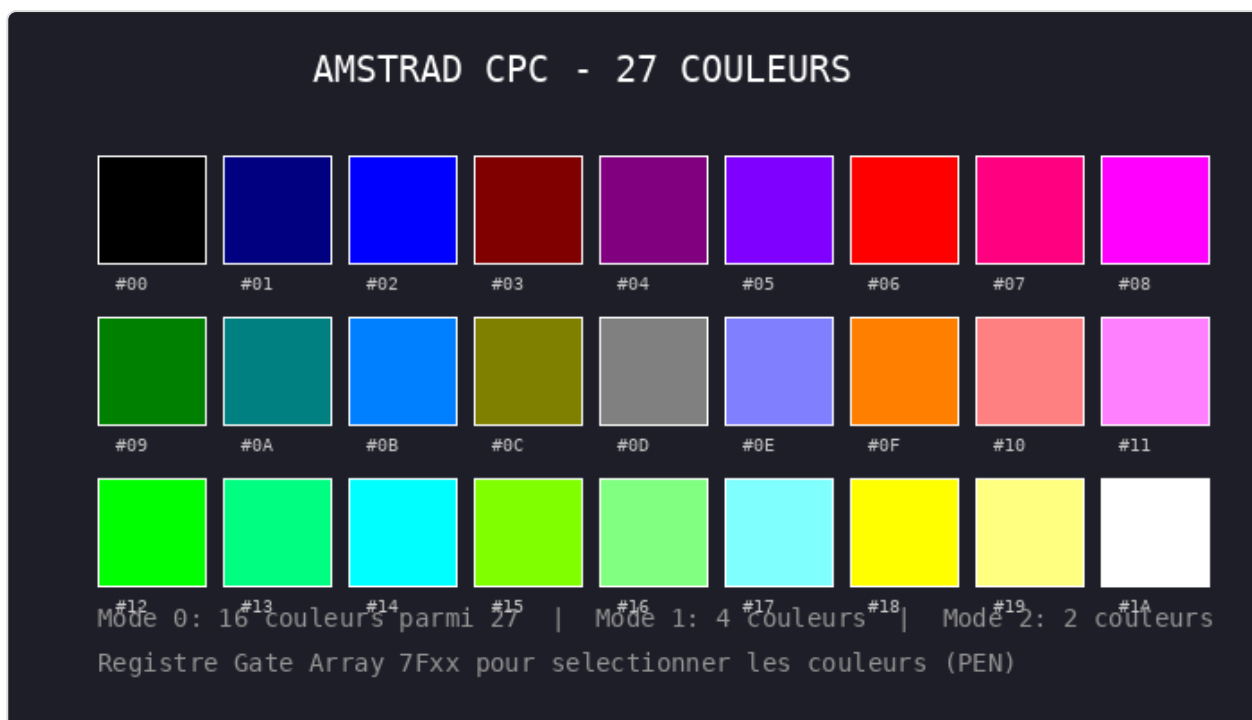 AMSTRAD CPC - 27 COULEURS
#00 #01 #02 #03 #04 #05 #06 #07 #08
#09 #0A #0B #0C #0D #0E #0F #10 #11
#12 #13 #14 #15 #16 #17 #18 #19 #1A
Mode 0: 16 couleurs parmi 27 | Mode 1: 4 couleurs | Mode 2: 2 couleurs
Registre Gate Array 7Fxx pour selectionner les couleurs (PEN)